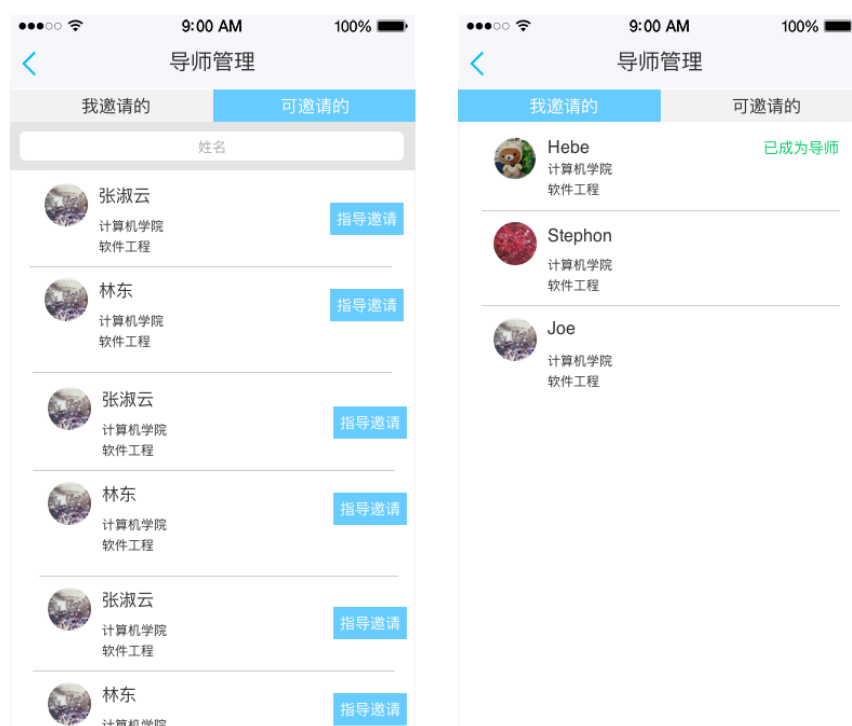 9:00 AM
100%
导师管理
我邀请的
可邀请的
姓名
张淑云
计算机学院
软件工程
指导邀请
林东
计算机学院
软件工程
指导邀请
张淑云
计算机学院
软件工程
指导邀请
林东
计算机学院
软件工程
指导邀请
张淑云
计算机学院
软件工程
指导邀请
林东
计算机学院
指导邀请
9:00 AM
100%
导师管理
我邀请的
可邀请的
Hebe
已成为导师
计算机学院
软件工程
Stephon
计算机学院
软件工程
Joe
计算机学院
软件工程